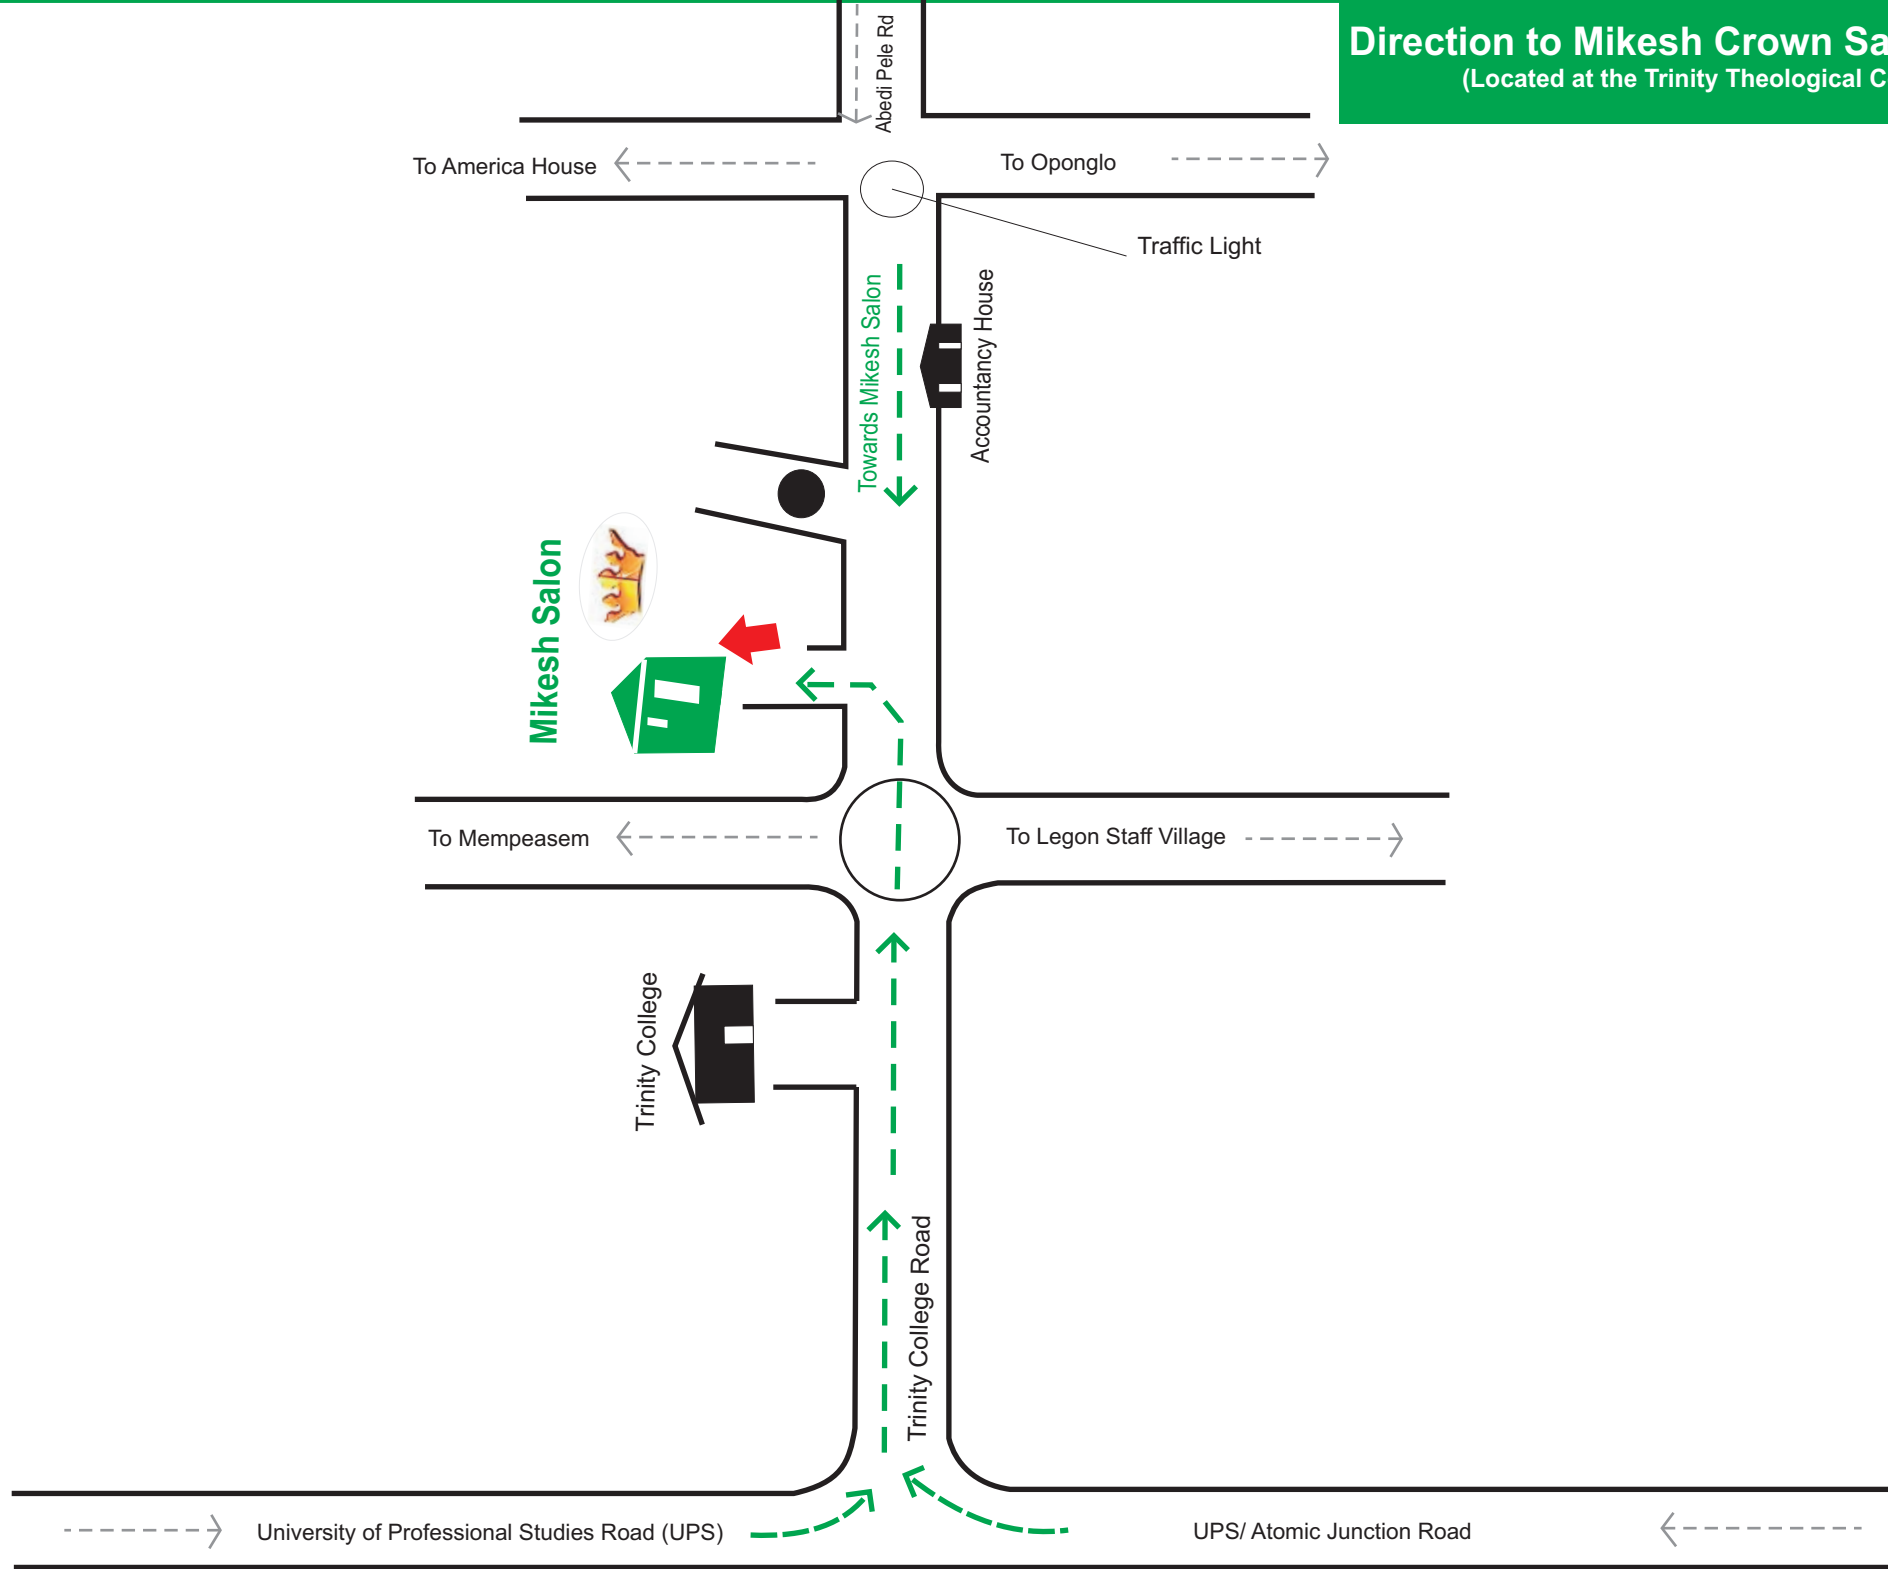 Direction to Mikesh Crown
(Located at the Trinity Theological
Abedi Pele Rd
To America House
To Oponglo
Traffic Light
Towards Mikesh Salon
Accountancy House
Mikesh Salon
To Mempeasem
To Legon Staff Village
Trinity College
Trinity College Road
University of Professional Studies Road (UPS)
UPS/ Atomic Junction Road